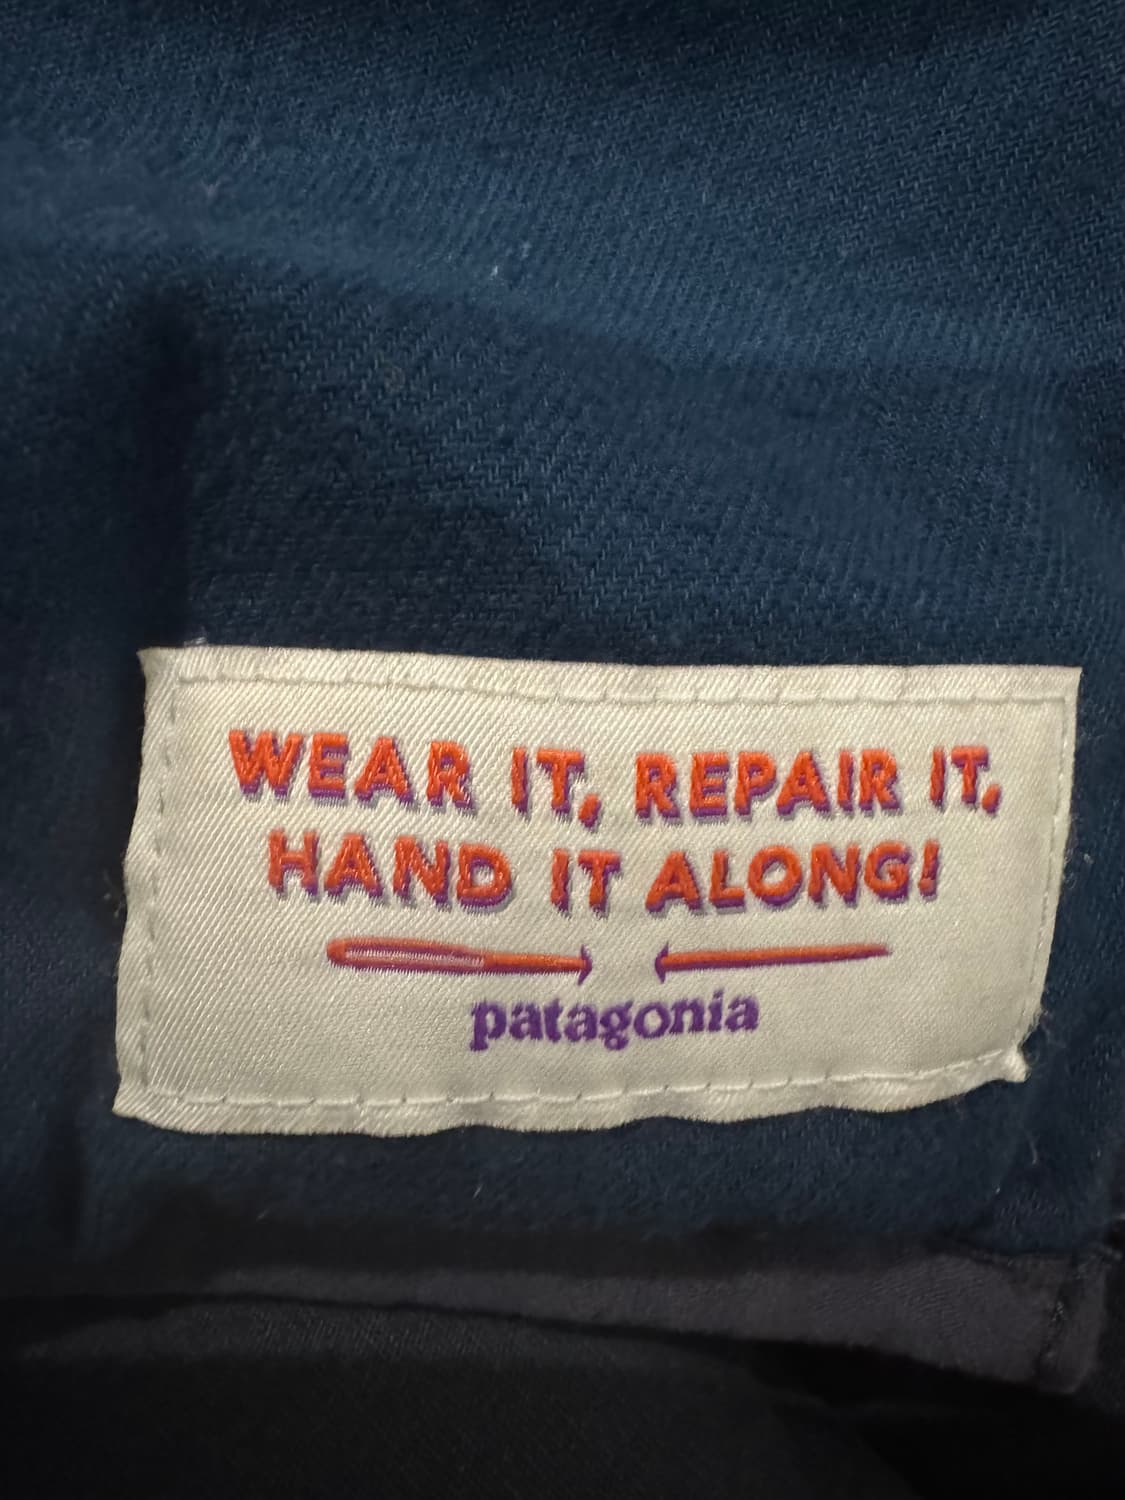 WEAR IT, REPAIR IT,
HAND IT ALONG!
patagonia